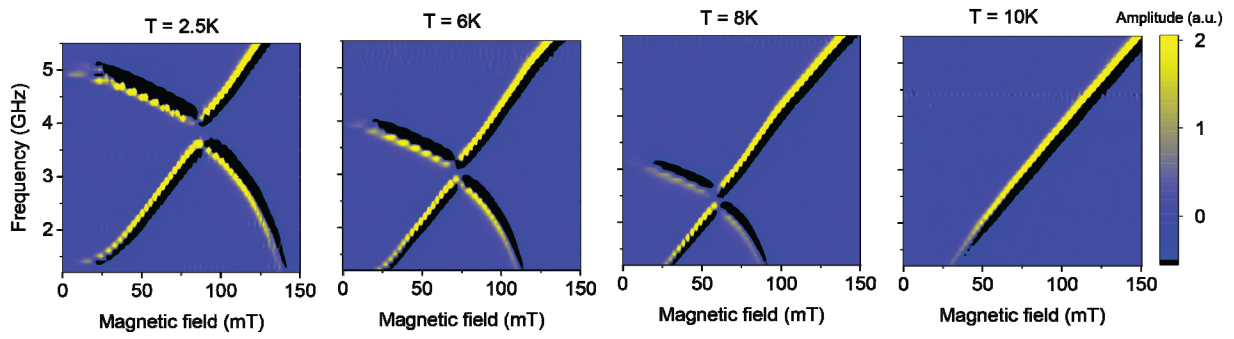 T = 2.5K
T = 6K
T = 8K
T = 10K
Amplitude (a.u.)
5
4
3
2
Frequency (GHz)
2
1
0
0 50 100 150
0 50 100 150
0 50 100 150
0 50 100 150
Magnetic field (mT)
Magnetic field (mT)
Magnetic field (mT)
Magnetic field (mT)